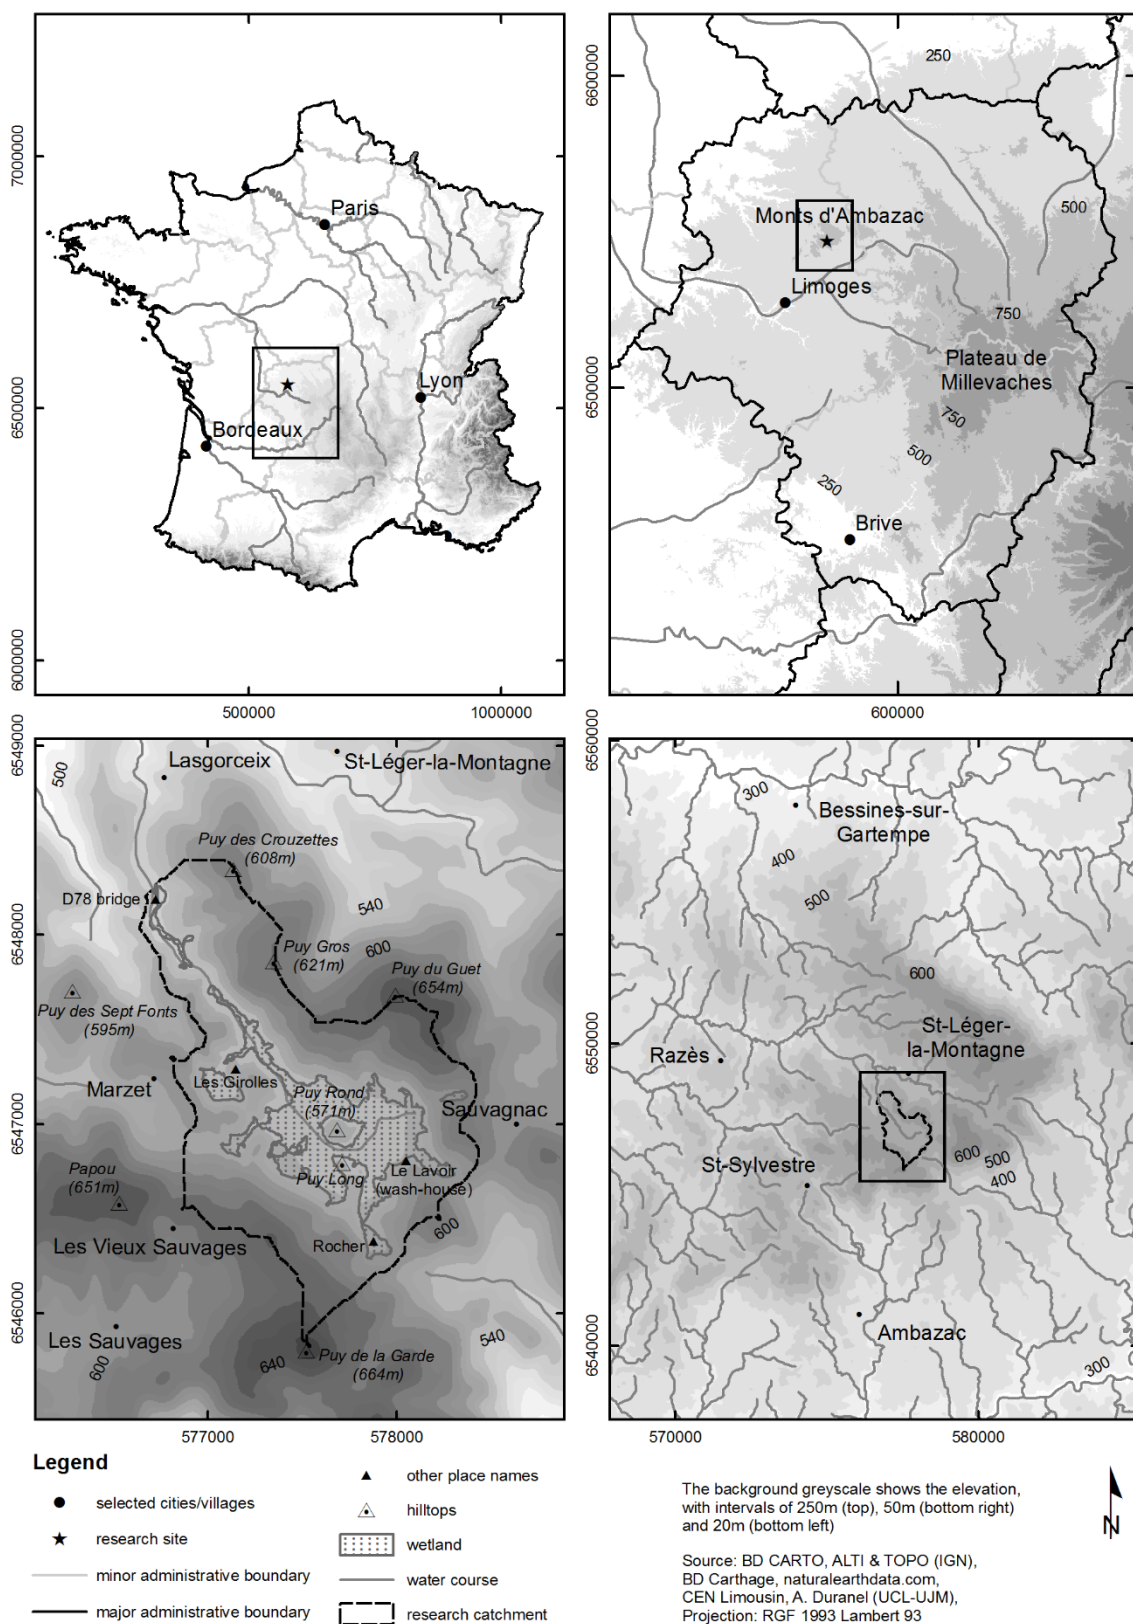 7000000
6500000
6000000
500000
1000000
Paris
Lyon
Bordeaux
6600000
6500000
600000
250
500
Monts d'Ambazac
Limoges
750
Plateau de
Millevaches
750
500
250
Brive
6549000
6548000
6547000
6546000
577000
578000
500
Lasgorceix
St-Léger-la-Montagne
Puy des Crouzettes
(608m)
D78 bridge
540
600
Puy Gros
(621m)
Puy du Guet
(654m)
Puy des Sept Fonts
(595m)
Marzet
Les Girolles
Puy Rond
(571m)
Sauvagnac
Papou
(651m)
Puy Long
Le Lavoir
(wash-house)
600
Les Vieux Sauvages
Rocher
Les Sauvages
600
640
Puy de la Garde
(664m)
540
6560000
6550000
6540000
570000
580000
300
Bessines-sur-
Gartempe
400
500
600
St-Léger-
la-Montagne
Razès
600
500
400
St-Sylvestre
Ambazac
300
Legend
selected cities/villages
research site
minor administrative boundary
major administrative boundary
other place names
hilltops
wetland
water course
research catchment
The background greyscale shows the elevation,
with intervals of 250m (top), 50m (bottom right)
and 20m (bottom left)
N
Source: BD CARTO, ALTI & TOPO (IGN),
BD Carthage, naturalearthdata.com,
CEN Limousin, A. Duranel (UCL-UJM),
Projection: RGF 1993 Lambert 93